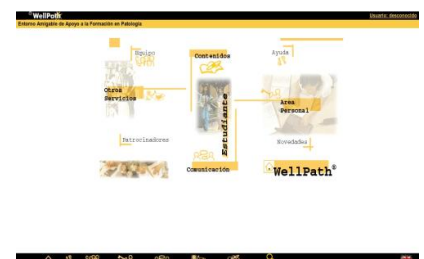 ®WellPath
Usuario: desconocido
Entorno Amigable de Apoyo a la Formación en Patología
Equipo
Contenidos
Ayuda
Otros
Servicios
Estudiante
Area
Personal
Patrocinadores
Novedades
Comunicación
WellPath®